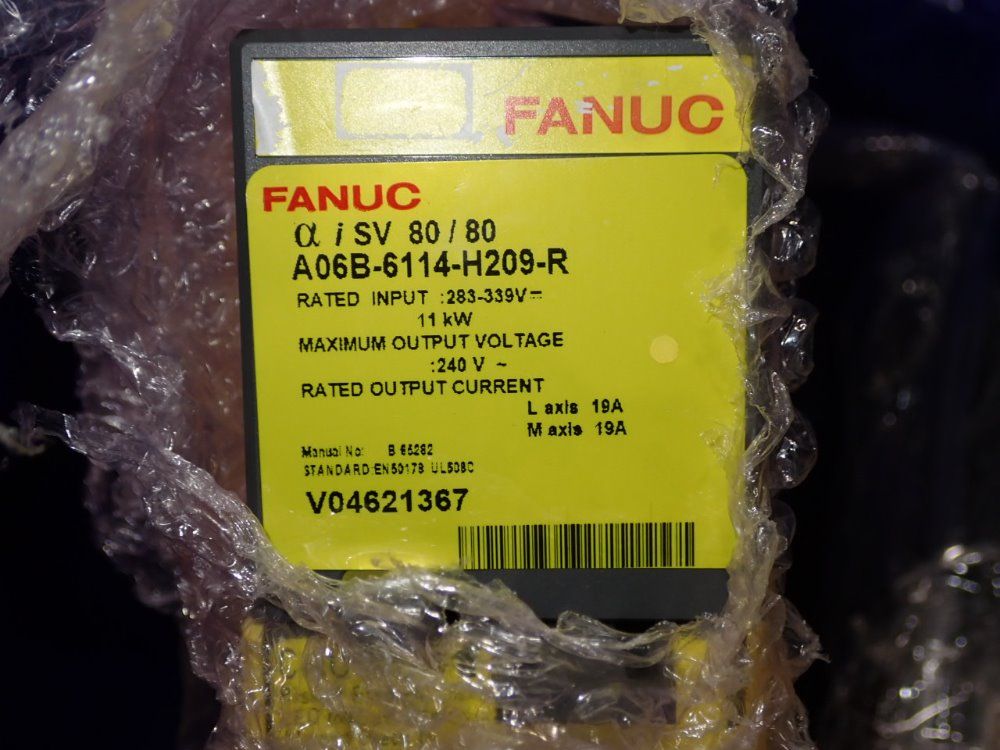 FANUC
FANUC
α i SV 80 / 80
A06B-6114-H209-R
RATED INPUT :283-339V⎓
11 kW
MAXIMUM OUTPUT VOLTAGE
:240 V ~
RATED OUTPUT CURRENT
L axis 19A
M axis 19A
Manual No: B-65282
STANDARD:EN50178 UL508C
V04621367